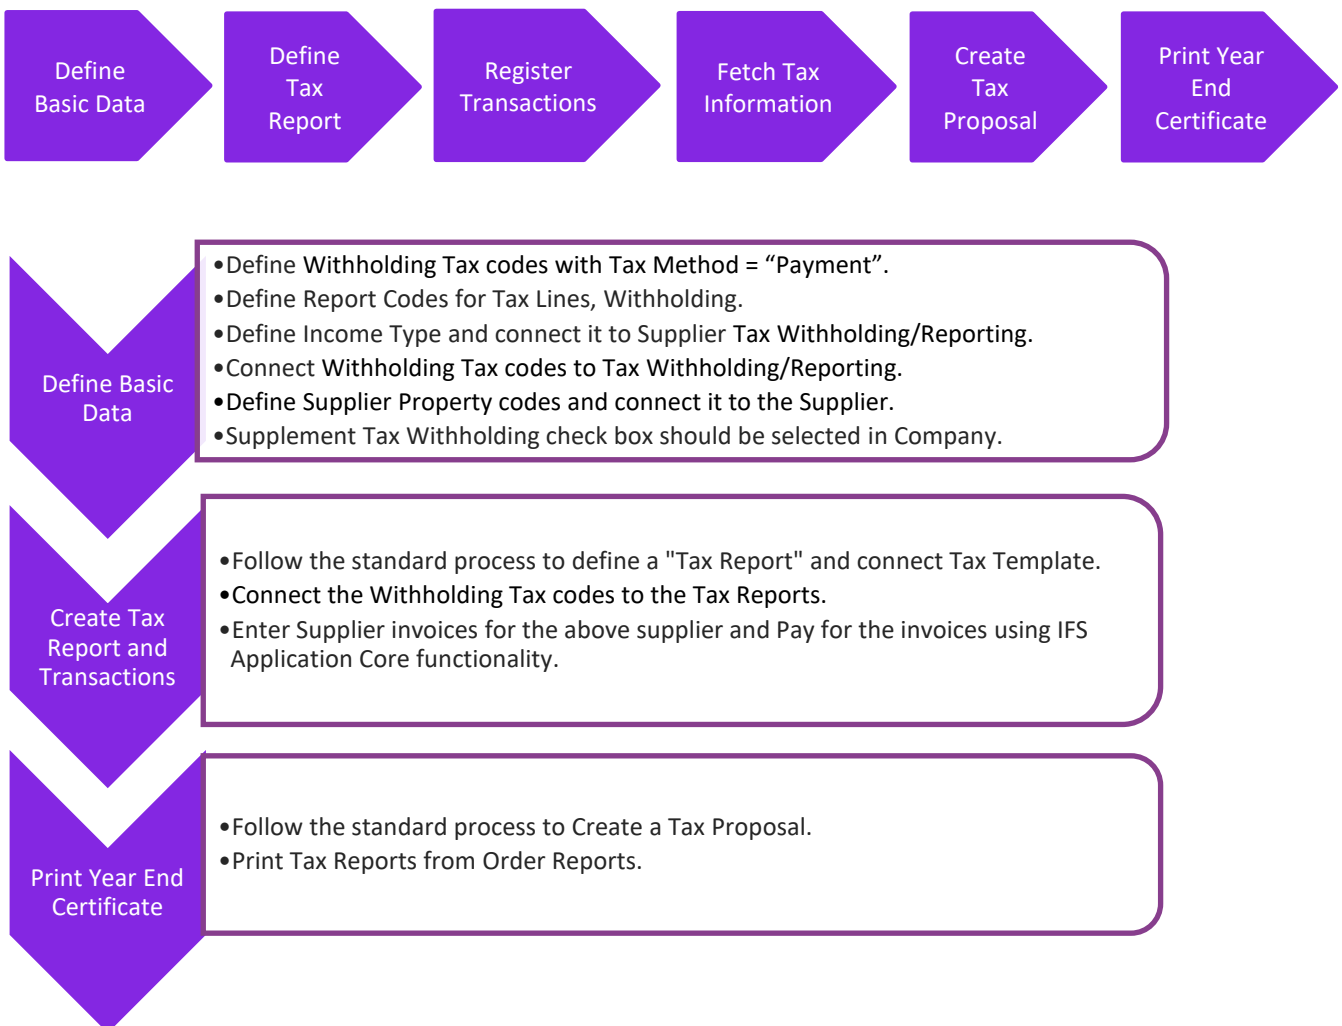 Define
Basic Data
Define
Tax
Report
Register
Transactions
Fetch Tax
Information
Create
Tax
Proposal
Print Year
End
Certificate
Define Basic
Data
•Define Withholding Tax codes with Tax Method = “Payment”.
•Define Report Codes for Tax Lines, Withholding.
•Define Income Type and connect it to Supplier Tax Withholding/Reporting.
•Connect Withholding Tax codes to Tax Withholding/Reporting.
•Define Supplier Property codes and connect it to the Supplier.
•Supplement Tax Withholding check box should be selected in Company.
Create Tax
Report and
Transactions
•Follow the standard process to define a "Tax Report" and connect Tax Template.
•Connect the Withholding Tax codes to the Tax Reports.
•Enter Supplier invoices for the above supplier and Pay for the invoices using IFS
Application Core functionality.
Print Year End
Certificate
•Follow the standard process to Create a Tax Proposal.
•Print Tax Reports from Order Reports.